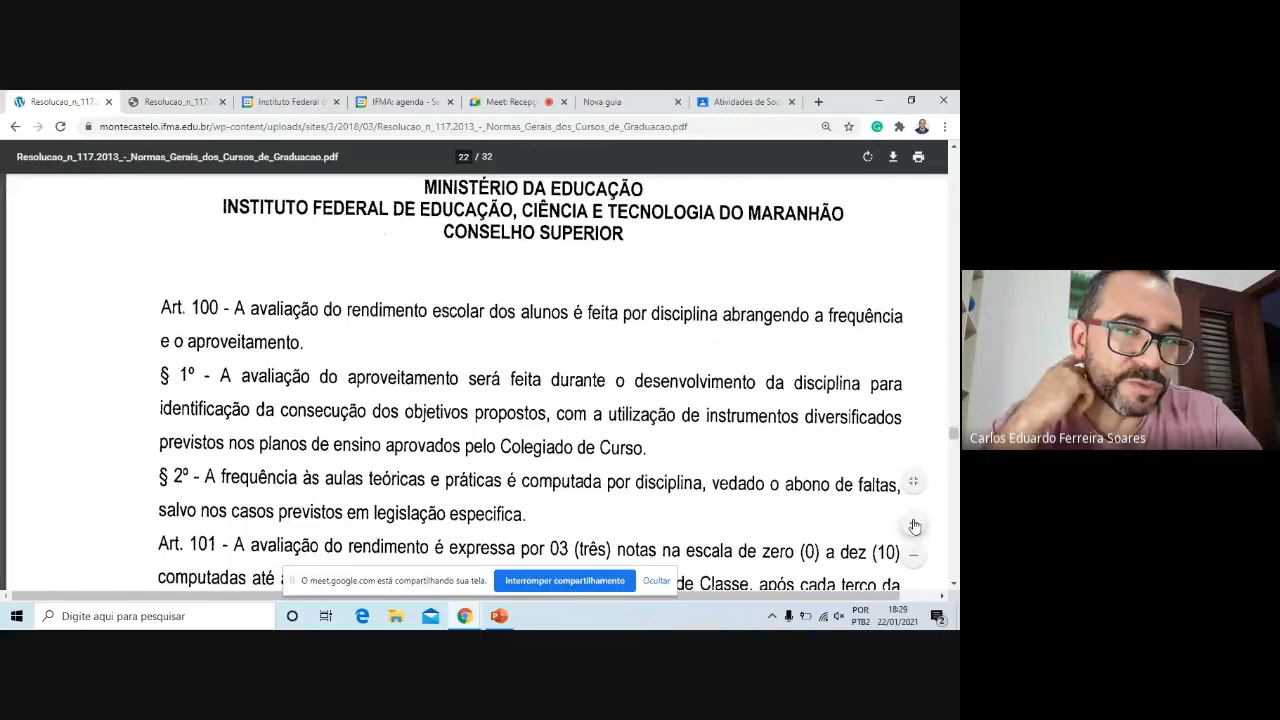 Resolucao_n_117.
Resolucao_n_117.
Instituto Federal d
IFMA: agenda - Se
Meet: Recepç
Nova guia
Atividades de Soc
montecastelo.ifma.edu.br/wp-content/uploads/sites/3/2018/03/Resolucao_n_117.2013_-_Normas_Gerais_dos_Cursos_de_Graduacao.pdf
Resolucao_n_117.2013_-_Normas_Gerais_dos_Cursos_de_Graduacao.pdf
22 / 32
MINISTÉRIO DA EDUCAÇÃO
INSTITUTO FEDERAL DE EDUCAÇÃO, CIÊNCIA E TECNOLOGIA DO MARANHÃO
CONSELHO SUPERIOR
Art. 100 - A avaliação do rendimento escolar dos alunos é feita por disciplina abrangendo a frequência
e o aproveitamento.
§ 1º - A avaliação do aproveitamento será feita durante o desenvolvimento da disciplina para
identificação da consecução dos objetivos propostos, com a utilização de instrumentos diversificados
previstos nos planos de ensino aprovados pelo Colegiado de Curso.
§ 2º - A frequência às aulas teóricas e práticas é computada por disciplina, vedado o abono de faltas,
salvo nos casos previstos em legislação especifica.
Art. 101 - A avaliação do rendimento é expressa por 03 (três) notas na escala de zero (0) a dez (10)
computadas até de Classe, após cada terço da
O meet.google.com está compartilhando sua tela.
Interromper compartilhamento
Ocultar
Carlos Eduardo Ferreira Soares
Digite aqui para pesquisar
POR
PTB2
18:29
22/01/2021
2